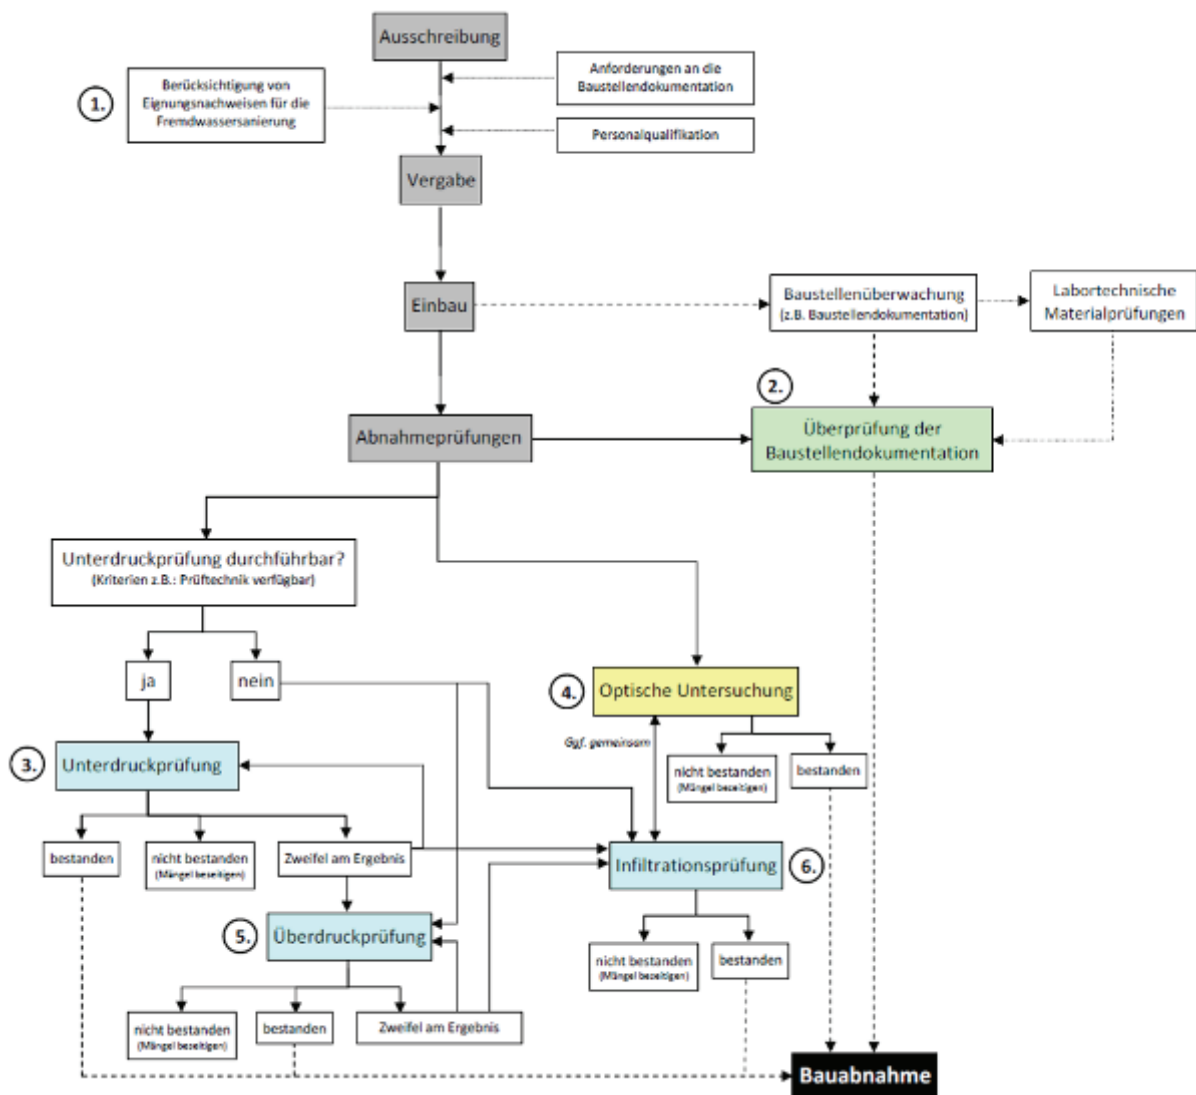 Ausschreibung
Anforderungen an die
Baustellendokumentation
1.
Berücksichtigung von
Eignungsnachweisen für die
Fremdwassersanierung
Personalqualifikation
Vergabe
Einbau
Baustellenüberwachung
(z.B. Baustellendokumentation)
Labortechnische
Materialprüfungen
2.
Abnahmeprüfungen
Überprüfung der
Baustellendokumentation
Unterdruckprüfung durchführbar?
(Kriterien z.B.: Prüftechnik verfügbar)
ja
nein
4.
Optische Untersuchung
Ggf. gemeinsam
3.
Unterdruckprüfung
nicht bestanden
(Mängel beseitigen)
bestanden
bestanden
nicht bestanden
(Mängel beseitigen)
Zweifel am Ergebnis
Infiltrationsprüfung
6.
5.
Überdruckprüfung
nicht bestanden
(Mängel beseitigen)
bestanden
nicht bestanden
(Mängel beseitigen)
bestanden
Zweifel am Ergebnis
Bauabnahme